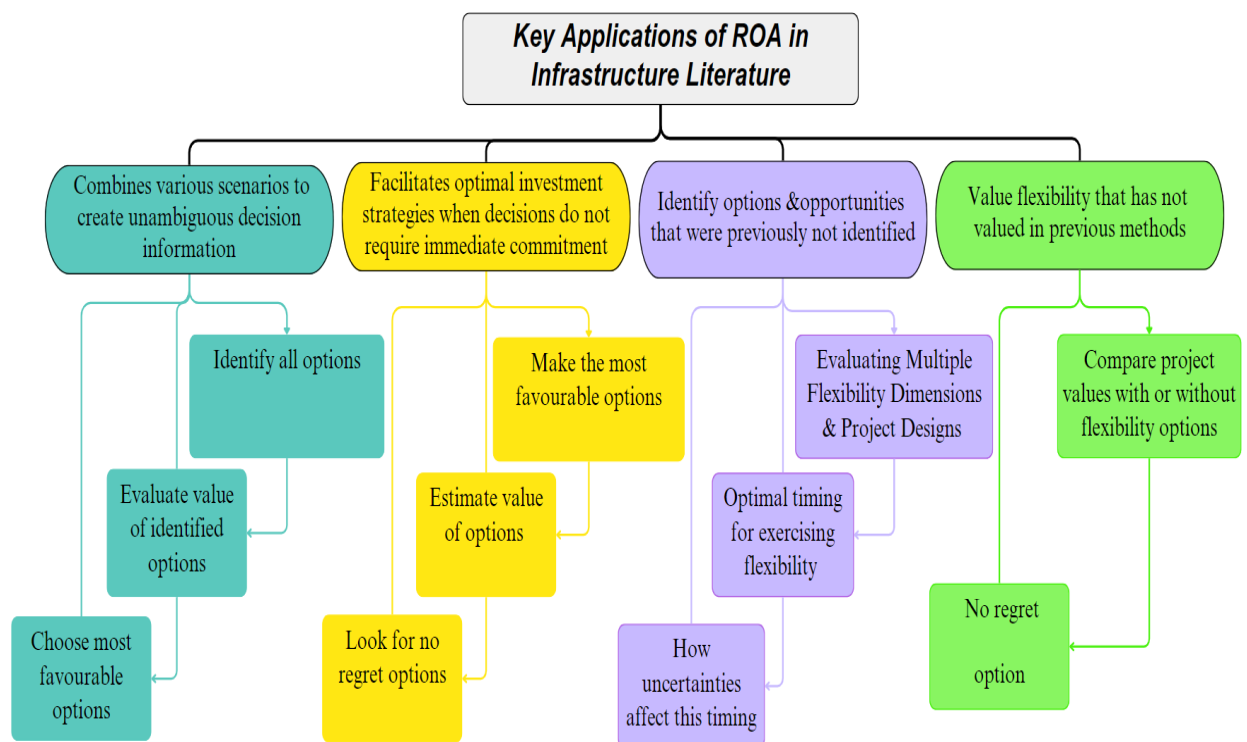 Key Applications of ROA in
Infrastructure Literature
Combines various scenarios to
create unambiguous decision
information
Facilitates optimal investment
strategies when decisions do not
require immediate commitment
Identify options &opportunities
that were previously not identified
Value flexibility that has not
valued in previous methods
Identify all options
Evaluate value
of identified
options
Choose most
favourable
options
Make the most
favourable options
Estimate value
of options
Look for no
regret options
Evaluating Multiple
Flexibility Dimensions
& Project Designs
Optimal timing
for exercising
flexibility
How
uncertainties
affect this timing
Compare project
values with or without
flexibility options
No regret
option